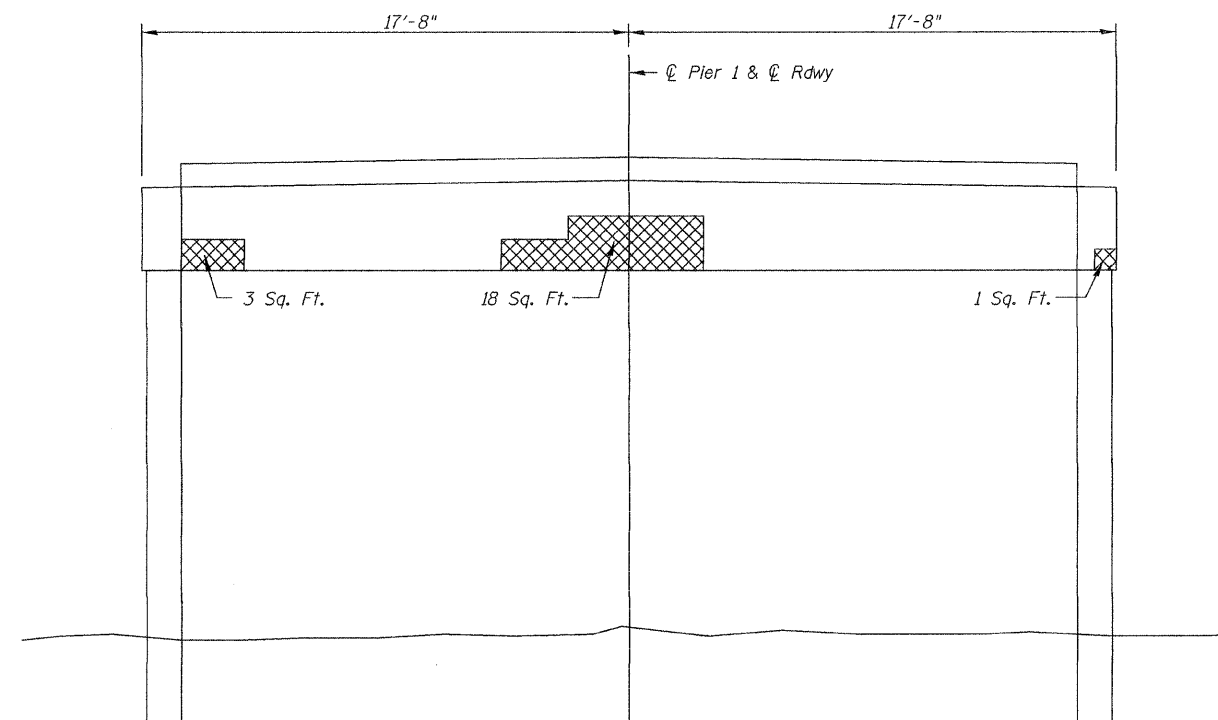 17'-8" 17'-8"
℄ Pier 1 & ℄ Rdwy
3 Sq. Ft. 18 Sq. Ft. 1 Sq. Ft.